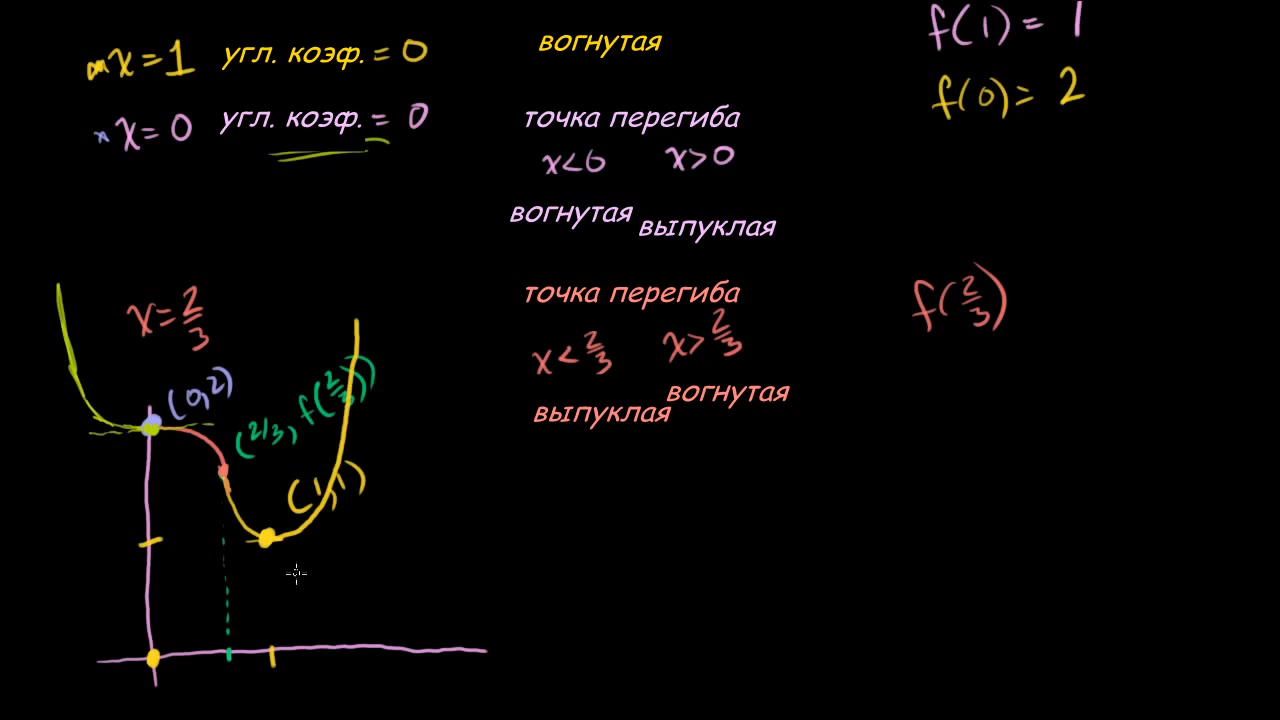 x=1 угл. коэф. = 0 вогнутая f(1) = 1
x=0 угл. коэф. = 0 точка перегиба f(0) = 2
x<0 x>0
вогнутая выпуклая
x=2/3 точка перегиба f(2/3)
x<2/3 x>2/3
выпуклая вогнутая
(0,2)
(2/3, f(2/3))
(1,1)